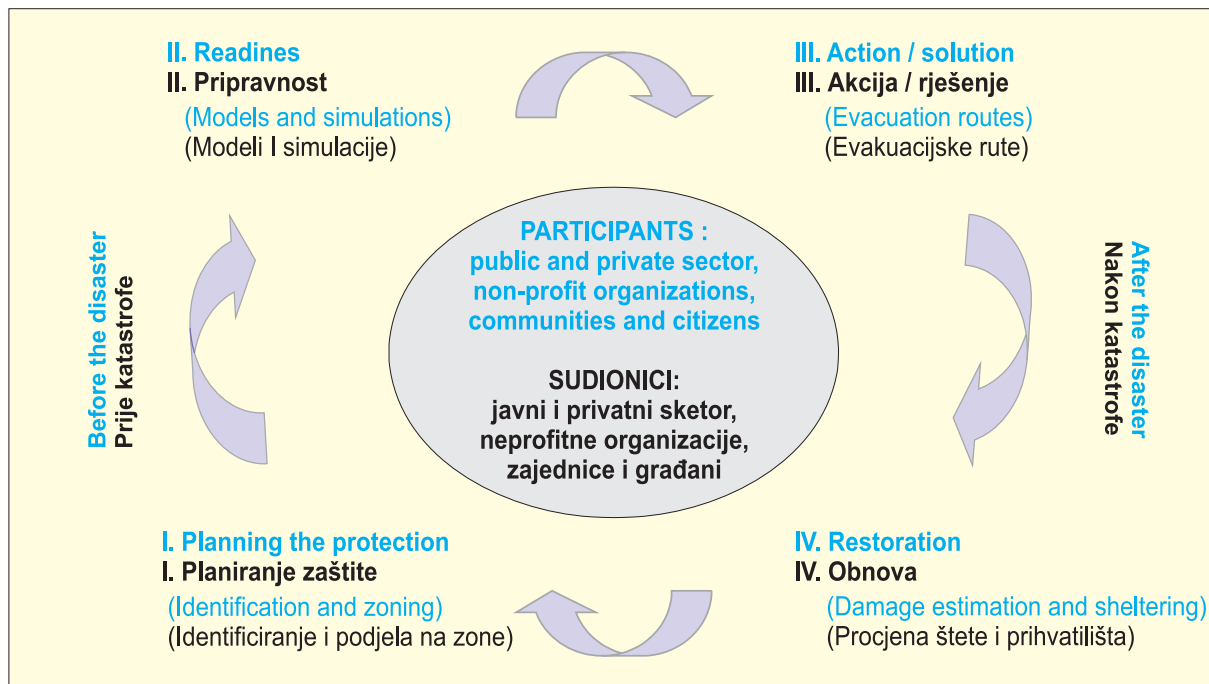 II. Readines
II. Pripravnost
(Models and simulations)
(Modeli I simulacije)
III. Action / solution
III. Akcija / rješenje
(Evacuation routes)
(Evakuacijske rute)
Before the disaster
Prije katastrofe
PARTICIPANTS :
public and private sector,
non-profit organizations,
communities and citizens
SUDIONICI:
javni i privatni sketor,
neprofitne organizacije,
zajednice i građani
After the disaster
Nakon katastrofe
I. Planning the protection
I. Planiranje zaštite
(Identification and zoning)
(Identificiranje i podjela na zone)
IV. Restoration
IV. Obnova
(Damage estimation and sheltering)
(Procjena štete i prihvatilišta)